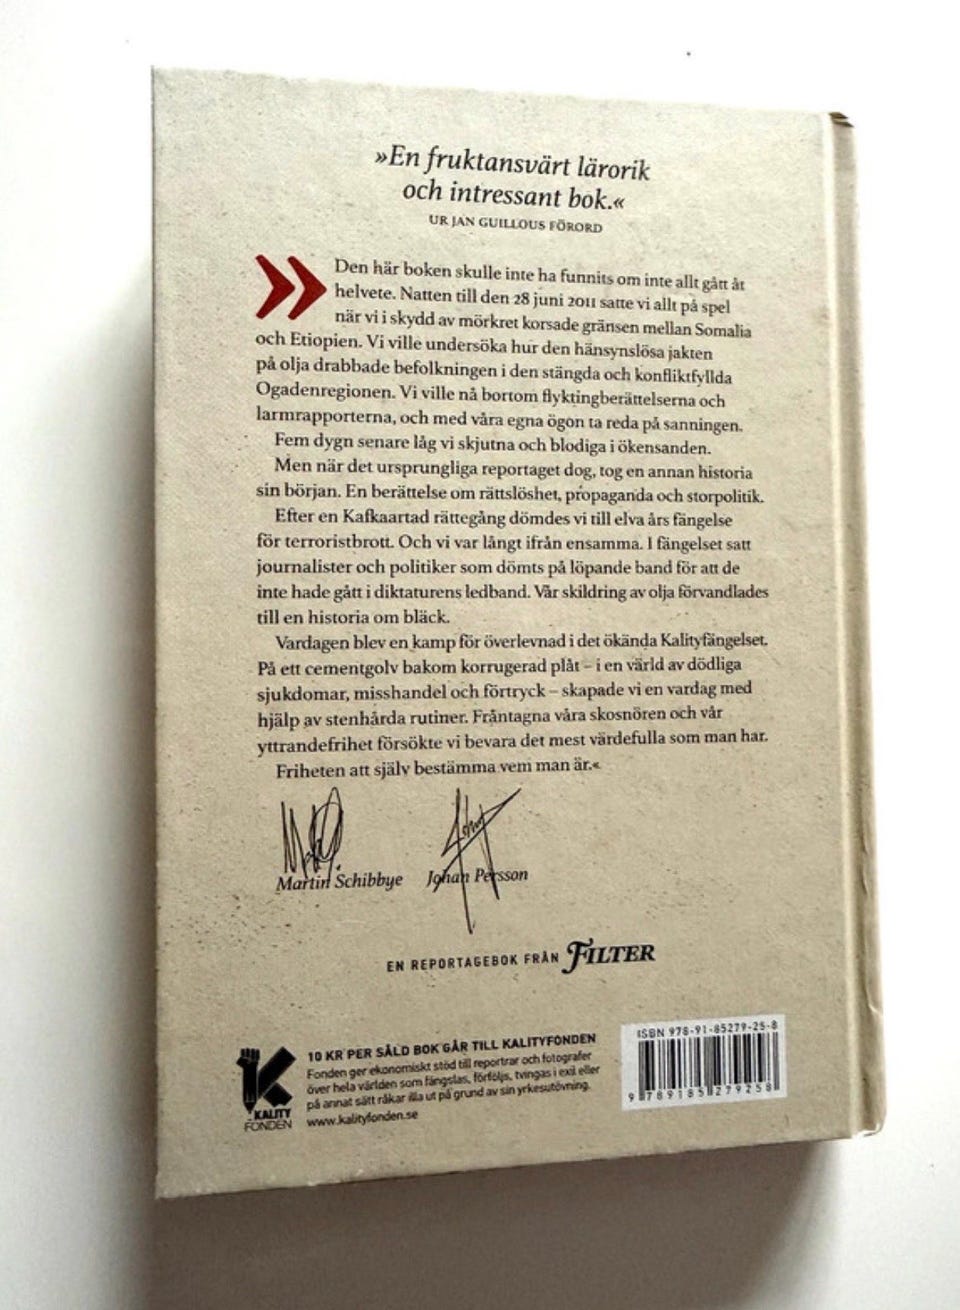 »En fruktansvärt lärorik
och intressant bok.«
UR JAN GUILLOUS FÖRORD
» Den här boken skulle inte ha funnits om inte allt gått åt
helvete. Natten till den 28 juni 2011 satte vi allt på spel
när vi i skydd av mörkret korsade gränsen mellan Somalia
och Etiopien. Vi ville undersöka hur den hänsynslösa jakten
på olja drabbade befolkningen i den stängda och konfliktfyllda
Ogadenregionen. Vi ville nå bortom flyktingberättelserna och
larmrapporterna, och med våra egna ögon ta reda på sanningen.
Fem dygn senare låg vi skjutna och blodiga i ökensanden.
Men när det ursprungliga reportaget dog, tog en annan historia
sin början. En berättelse om rättslöshet, propaganda och storpolitik.
Efter en Kafkaartad rättegång dömdes vi till elva års fängelse
för terroristbrott. Och vi var långt ifrån ensamma. I fängelset satt
journalister och politiker som dömts på löpande band för att de
inte hade gått i diktaturens ledband. Vår skildring av olja förvandlades
till en historia om bläck.
Vardagen blev en kamp för överlevnad i det ökända Kalityfängelset.
På ett cementgolv bakom korrugerad plåt – i en värld av dödliga
sjukdomar, misshandel och förtryck – skapade vi en vardag med
hjälp av stenhårda rutiner. Fråntagna våra skosnören och vår
yttrandefrihet försökte vi bevara det mest värdefulla som man har.
Friheten att själv bestämma vem man är.«
Martin Schibbye Johan Persson
EN REPORTAGEBOK FRÅN FILTER
KALITY
FONDEN
10 KR PER SÅLD BOK GÅR TILL KALITYFONDEN
Fonden ger ekonomiskt stöd till reportrar och fotografer
över hela världen som fängslas, förföljs, tvingas i exil eller
på annat sätt råkar illa ut på grund av sin yrkesutövning.
www.kalityfonden.se
ISBN 978-91-85279-25-8
9 789185 279258